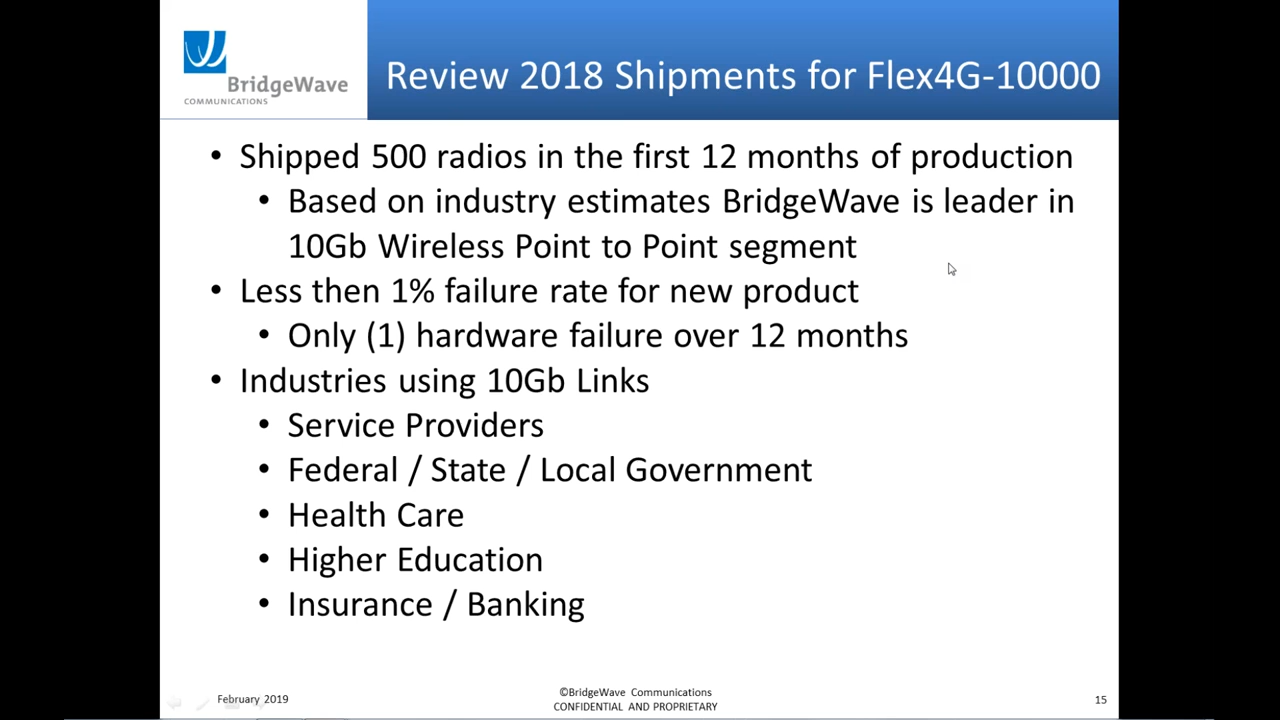 BridgeWave
COMMUNICATIONS
Review 2018 Shipments for Flex4G-10000
• Shipped 500 radios in the first 12 months of production
• Based on industry estimates BridgeWave is leader in
10Gb Wireless Point to Point segment
• Less then 1% failure rate for new product
• Only (1) hardware failure over 12 months
• Industries using 10Gb Links
• Service Providers
• Federal / State / Local Government
• Health Care
• Higher Education
• Insurance / Banking
February 2019
©BridgeWave Communications
CONFIDENTIAL AND PROPRIETARY
15